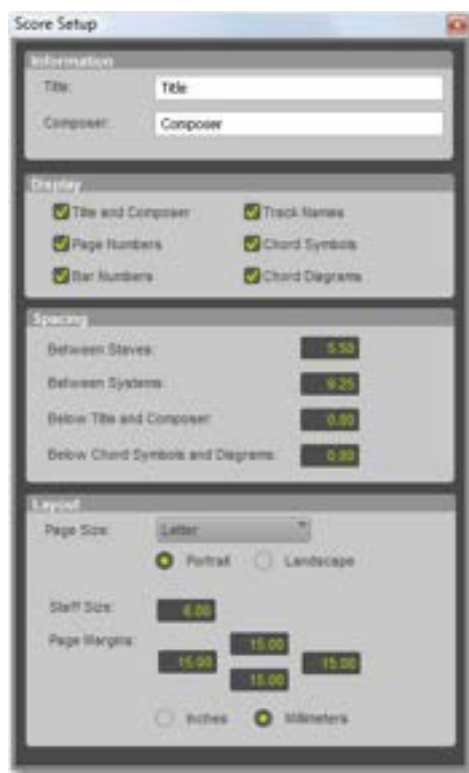 Score Setup
Information
Title: Title
Composer: Composer
Display
Title and Composer Track Names
Page Numbers Chord Symbols
Bar Numbers Chord Diagrams
Spacing
Between Staves: 5.50
Between Systems: 9.25
Below Title and Composer: 0.00
Below Chord Symbols and Diagrams: 0.00
Layout
Page Size: Letter
Portrait Landscape
Staff Size: 6.00
Page Margins: 15.00
15.00 15.00
15.00
Inches Millimeters